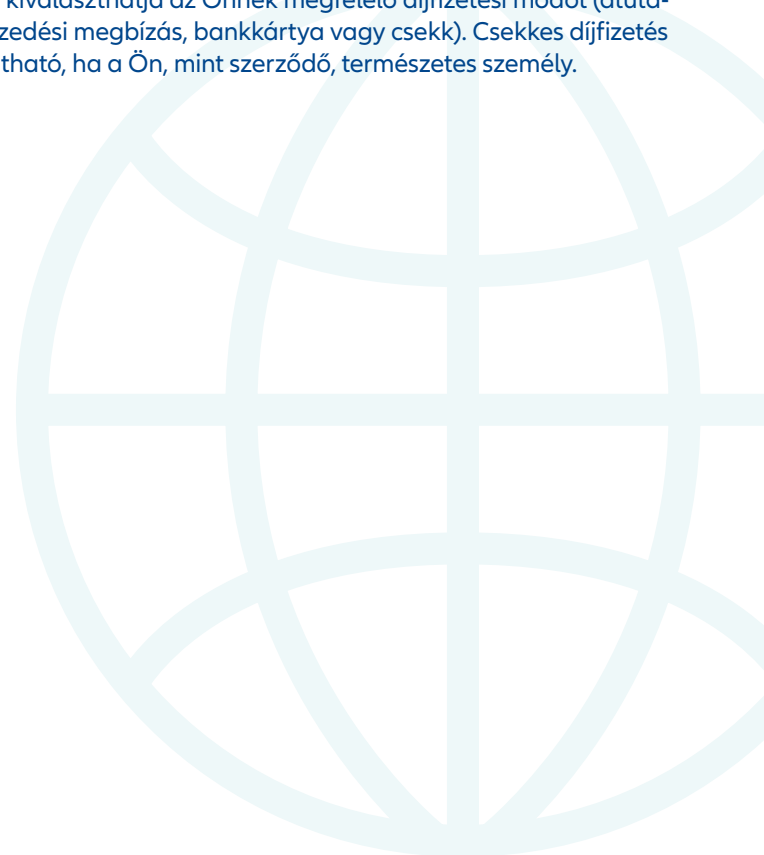 kiválaszthatja az Önnek megfelelő díjfizetési módot (átuta-
zedési megbízás, bankkártya vagy csekk). Csekkes díjfizetés
tható, ha a Ön, mint szerződő, természetes személy.